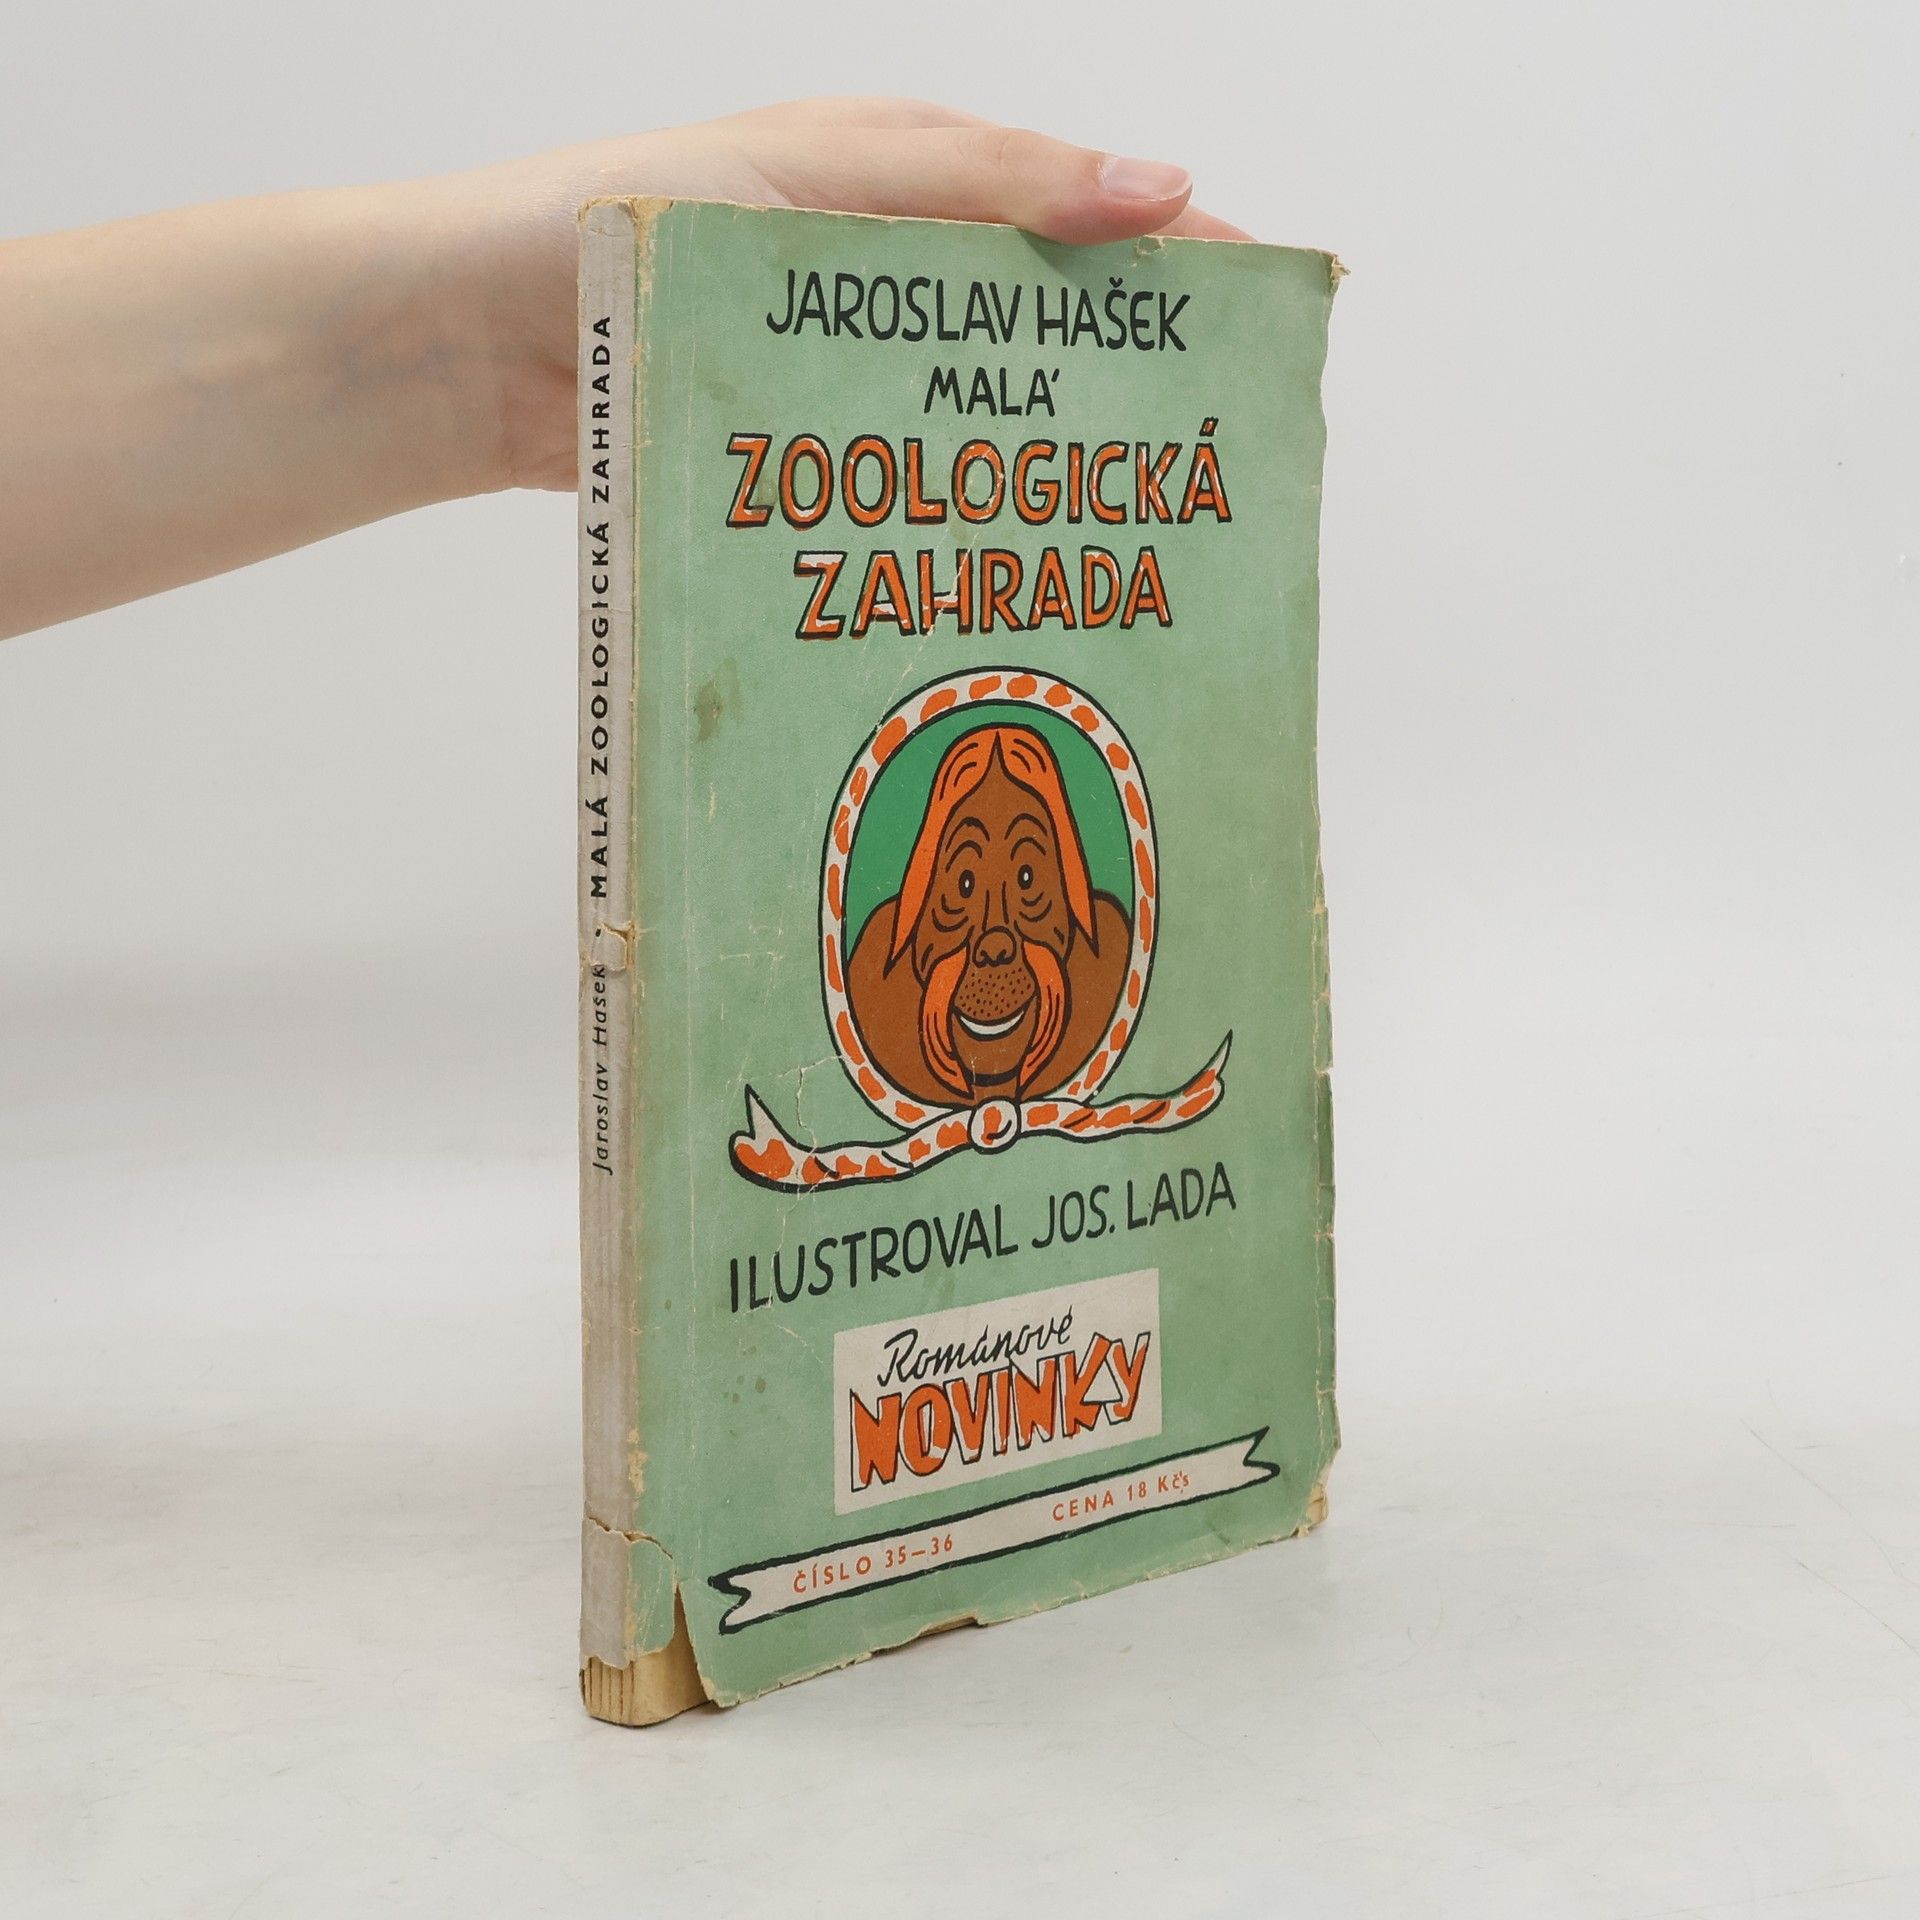 JAROSLAV HAŠEK
MALÁ
ZOOLOGICKÁ
ZAHRADA
ILUSTROVAL JOS. LADA
Románové
NOVINKY
ČÍSLO 35–36 CENA 18 Kčs
Jaroslav Hašek • MALÁ ZOOLOGICKÁ ZAHRADA